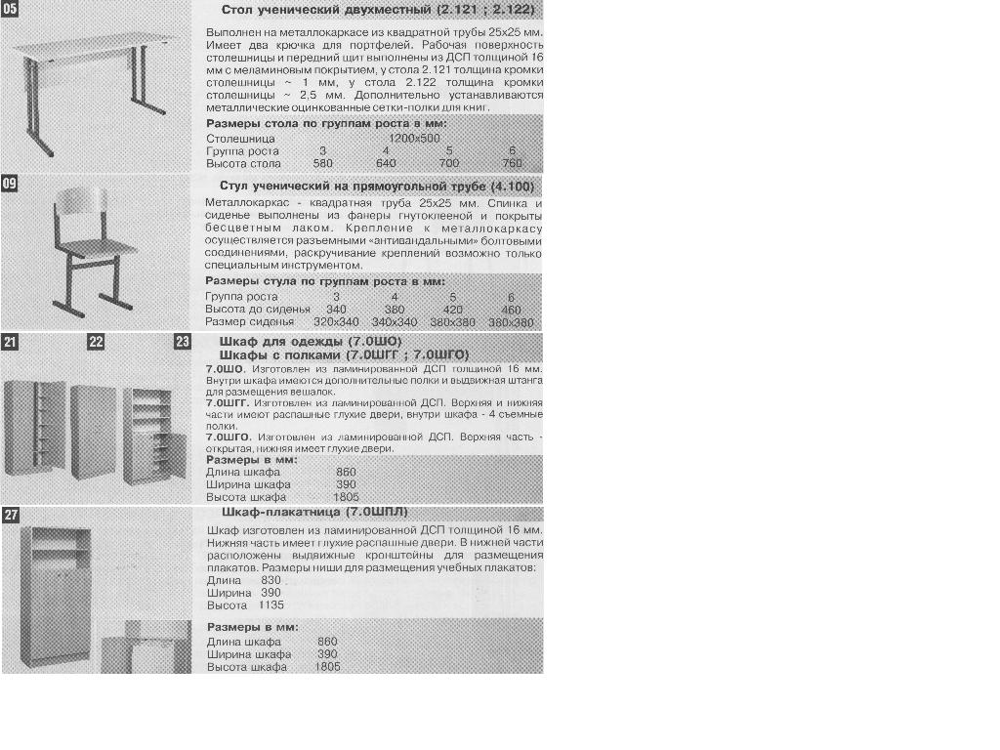 05
Стол ученический двухместный (2.121 ; 2.122)
Выполнен на металлокаркасе из квадратной трубы 25х25 мм.
Имеет два крючка для портфелей. Рабочая поверхность
столешницы и передний щит выполнены из ДСП толщиной 16
мм с меламиновым покрытием, у стола 2.121 толщина кромки
столешницы ~ 1 мм, у стола 2.122 толщина кромки
столешницы ~ 2,5 мм. Дополнительно устанавливаются
металлические оцинкованные сетки-полки для книг.
Размеры стола по группам роста в мм:
Столешница 1200х500
Группа роста 3 4 5 6
Высота стола 580 640 700 760
09
Стул ученический на прямоугольной трубе (4.100)
Металлокаркас - квадратная труба 25х25 мм. Спинка и
сиденье выполнены из фанеры гнутоклееной и покрыты
бесцветным лаком. Крепление к металлокаркасу
осуществляется разъемными «антивандальными» болтовыми
соединениями, раскручивание креплений возможно только
специальным инструментом.
Размеры стула по группам роста в мм:
Группа роста 3 4 5 6
Высота до сиденья 340 380 420 460
Размер сиденья 320х340 340х340 380х380 380х380
21 22 23
Шкаф для одежды (7.0ШО)
Шкафы с полками (7.0ШГГ ; 7.0ШГО)
7.0ШО. Изготовлен из ламинированной ДСП толщиной 16 мм.
Внутри шкафа имеются дополнительные полки и выдвижная штанга
для размещения вешалок.
7.0ШГГ. Изготовлен из ламинированной ДСП. Верхняя и нижняя
части имеют распашные глухие двери, внутри шкафа - 4 съемные
полки.
7.0ШГО. Изготовлен из ламинированной ДСП. Верхняя часть -
открытая, нижняя имеет глухие двери.
Размеры в мм:
Длина шкафа 860
Ширина шкафа 390
Высота шкафа 1805
27
Шкаф-плакатница (7.0ШПЛ)
Шкаф изготовлен из ламинированной ДСП толщиной 16 мм.
Нижняя часть имеет глухие распашные двери. В нижней части
расположены выдвижные кронштейны для размещения
плакатов. Размеры ниши для размещения учебных плакатов:
Длина 830
Ширина 390
Высота 1135
Размеры в мм:
Длина шкафа 860
Ширина шкафа 390
Высота шкафа 1805